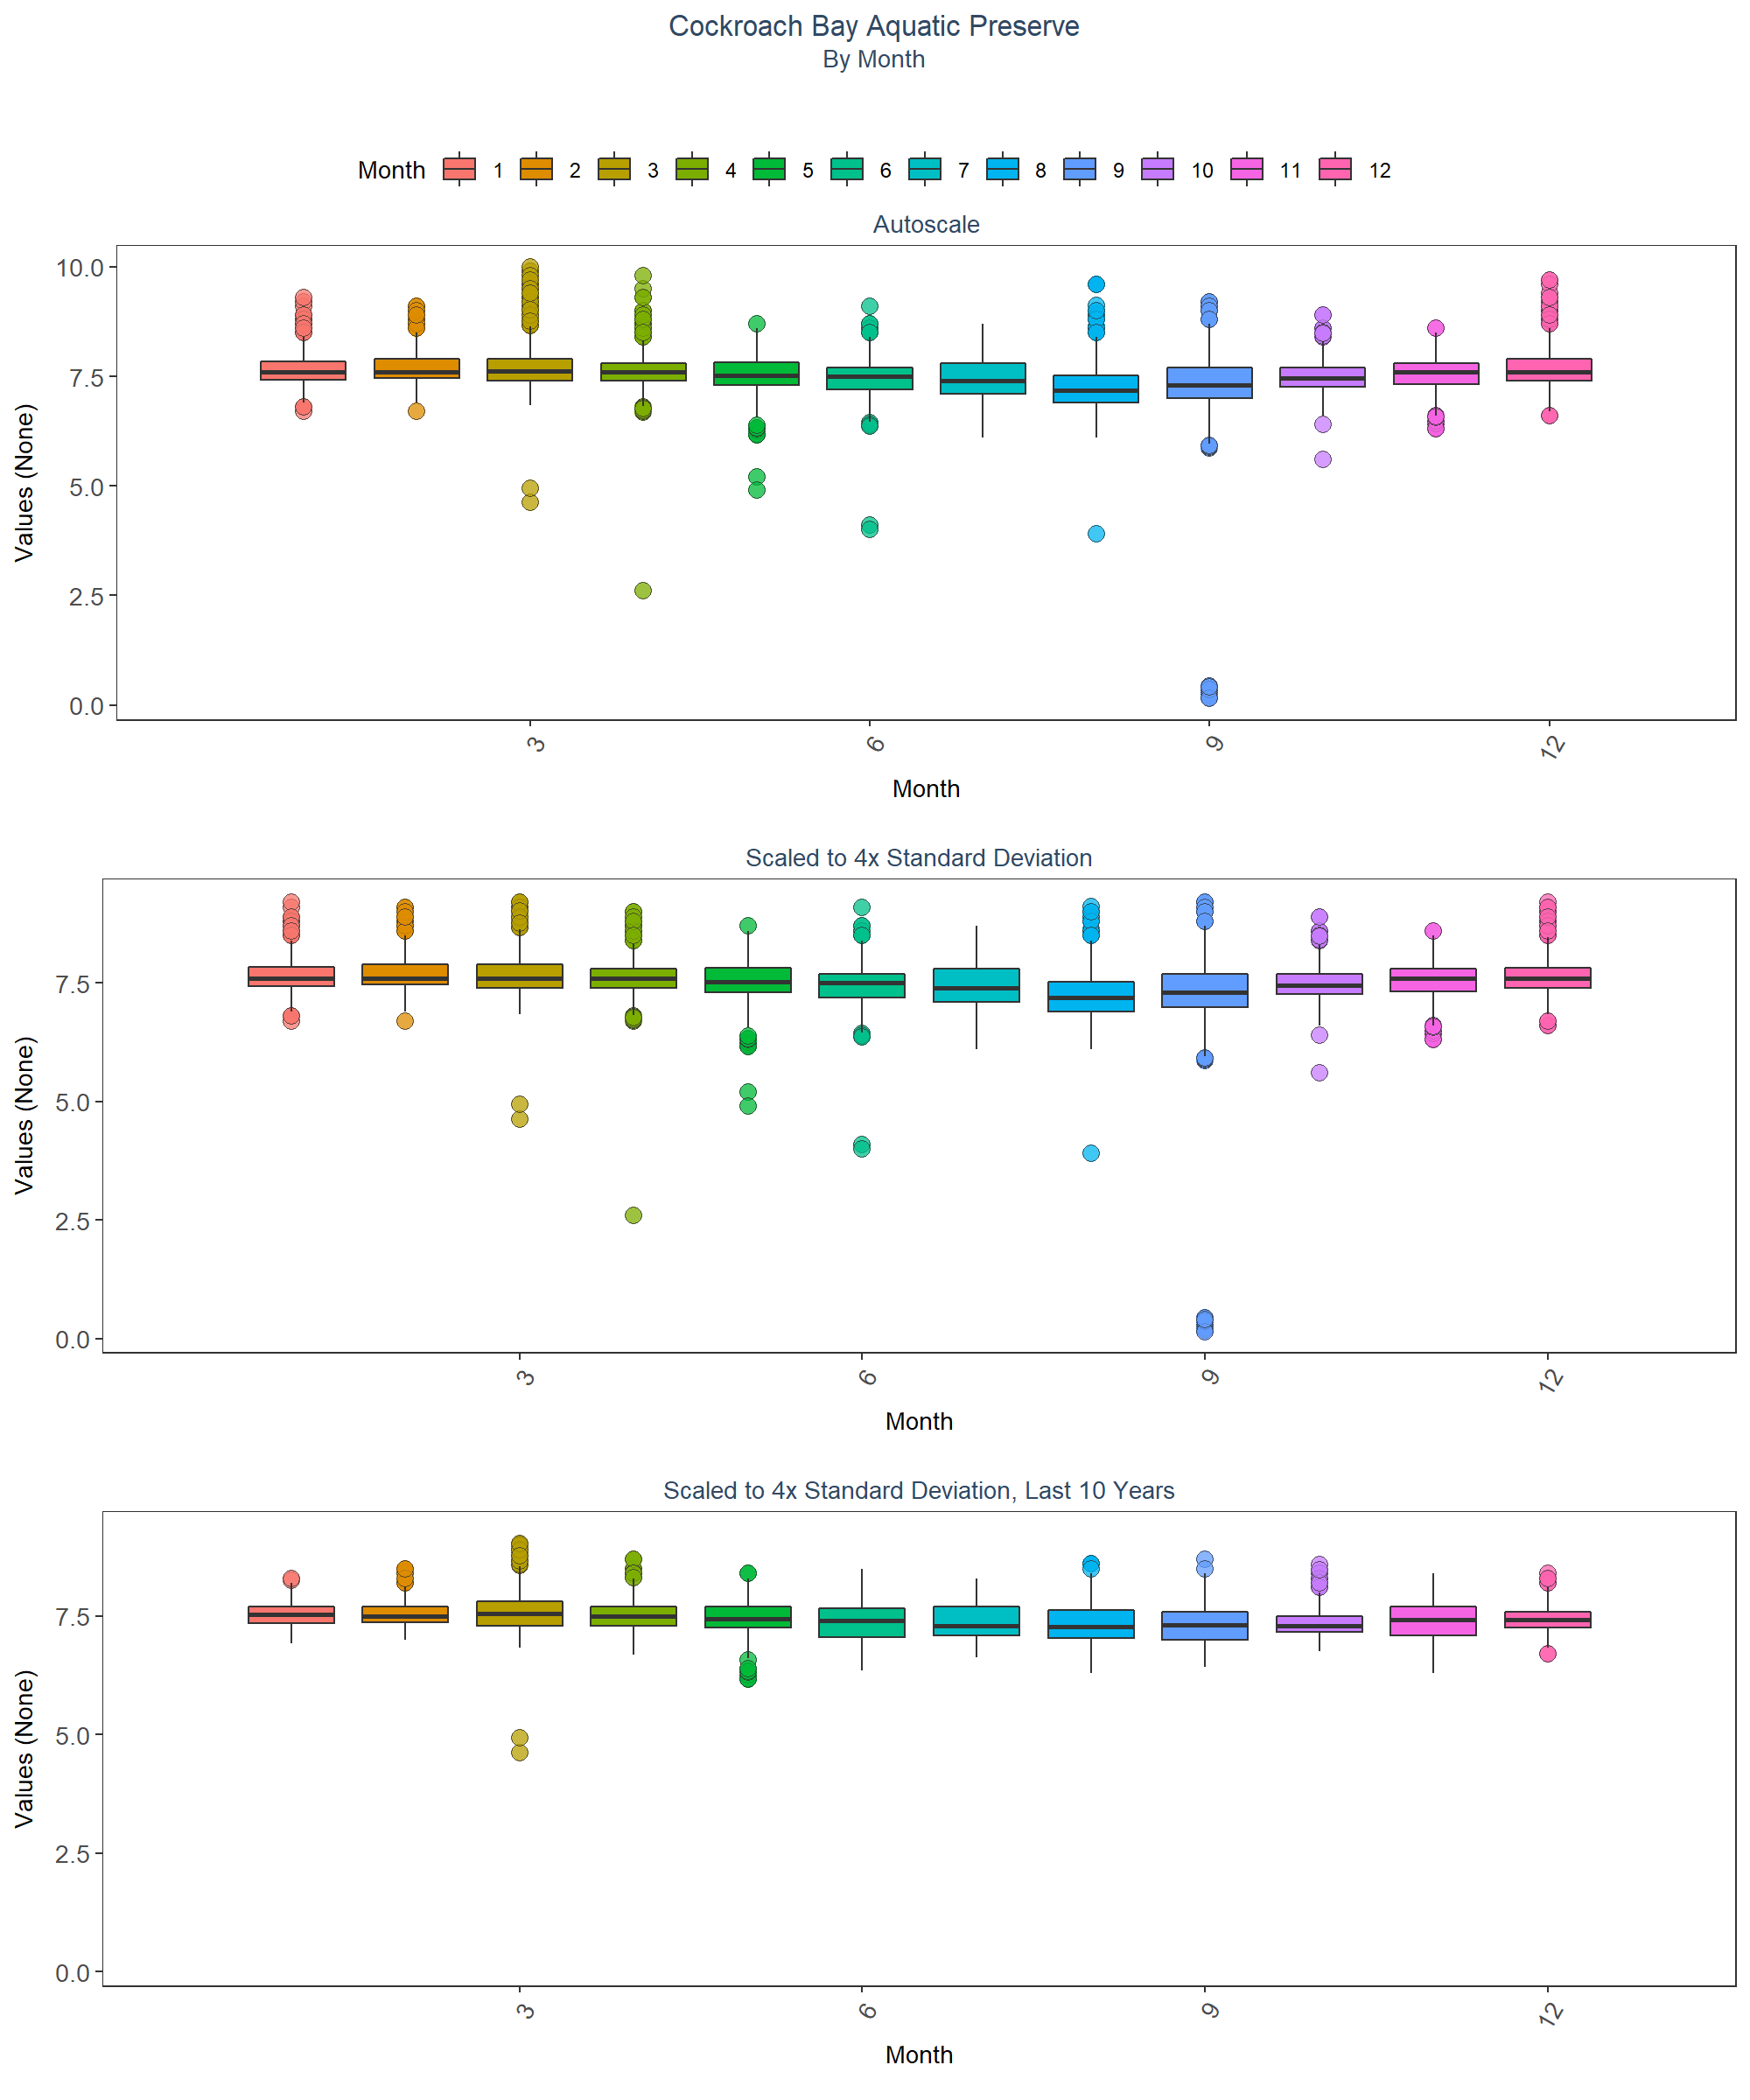 Cockroach Bay Aquatic Preserve
By Month
Month 1 2 3 4 5 6 7 8 9 10 11 12
Autoscale
Values (None)
10.0
7.5
5.0
2.5
0.0
3 6 9 12
Month
Scaled to 4x Standard Deviation
Values (None)
7.5
5.0
2.5
0.0
3 6 9 12
Month
Scaled to 4x Standard Deviation, Last 10 Years
Values (None)
7.5
5.0
2.5
0.0
3 6 9 12
Month